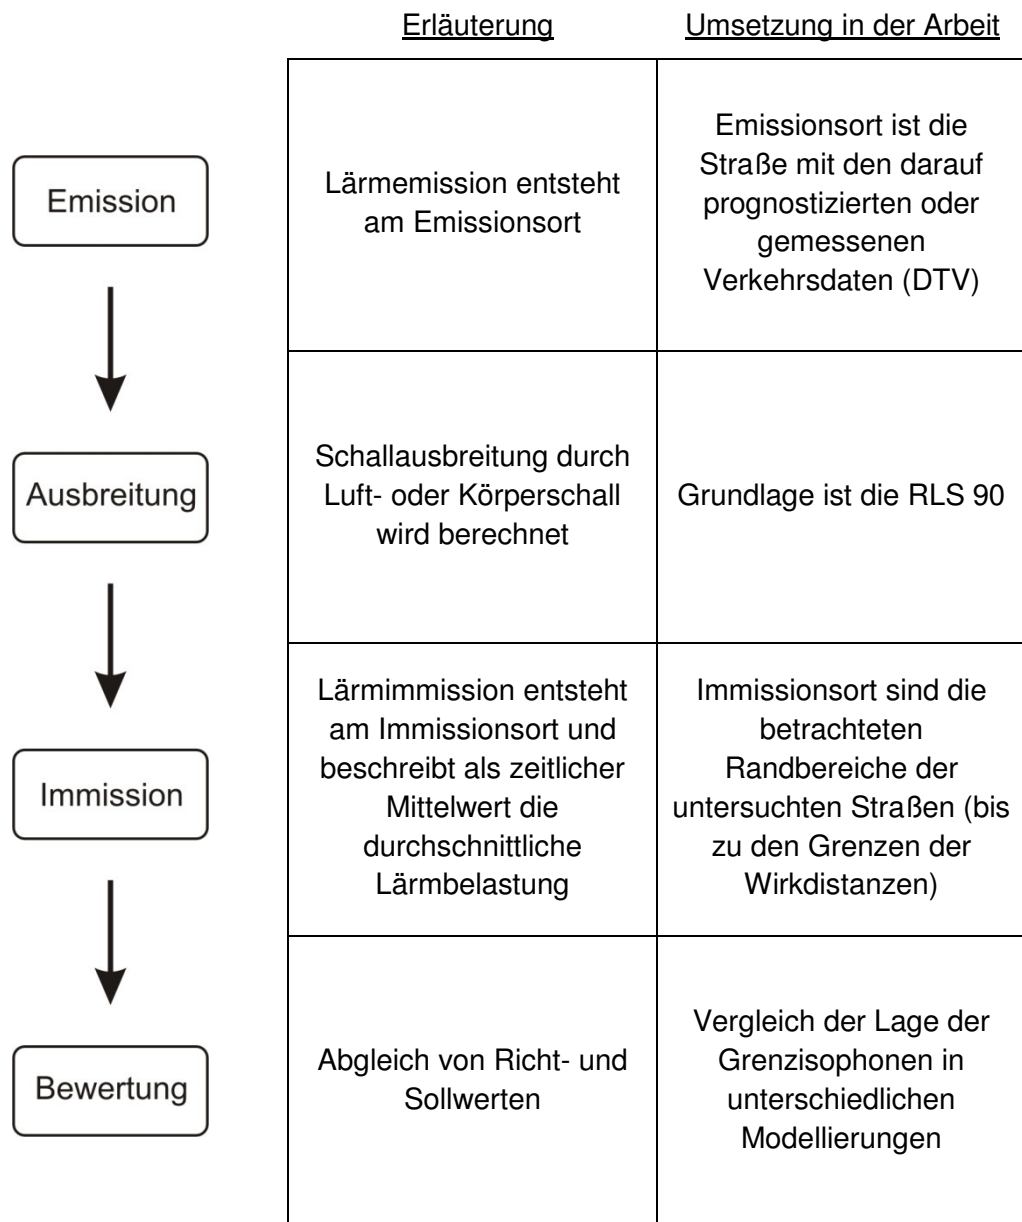 Erläuterung
Umsetzung in der Arbeit
Emission
Lärmemission entsteht
am Emissionsort
Emissionsort ist die
Straße mit den darauf
prognostizierten oder
gemessenen
Verkehrsdaten (DTV)
Ausbreitung
Schallausbreitung durch
Luft- oder Körperschall
wird berechnet
Grundlage ist die RLS 90
Immission
Lärmimmission entsteht
am Immissionsort und
beschreibt als zeitlicher
Mittelwert die
durchschnittliche
Lärmbelastung
Immissionsort sind die
betrachteten
Randbereiche der
untersuchten Straßen (bis
zu den Grenzen der
Wirkdistanzen)
Bewertung
Abgleich von Richt- und
Sollwerten
Vergleich der Lage der
Grenzisophonen in
unterschiedlichen
Modellierungen